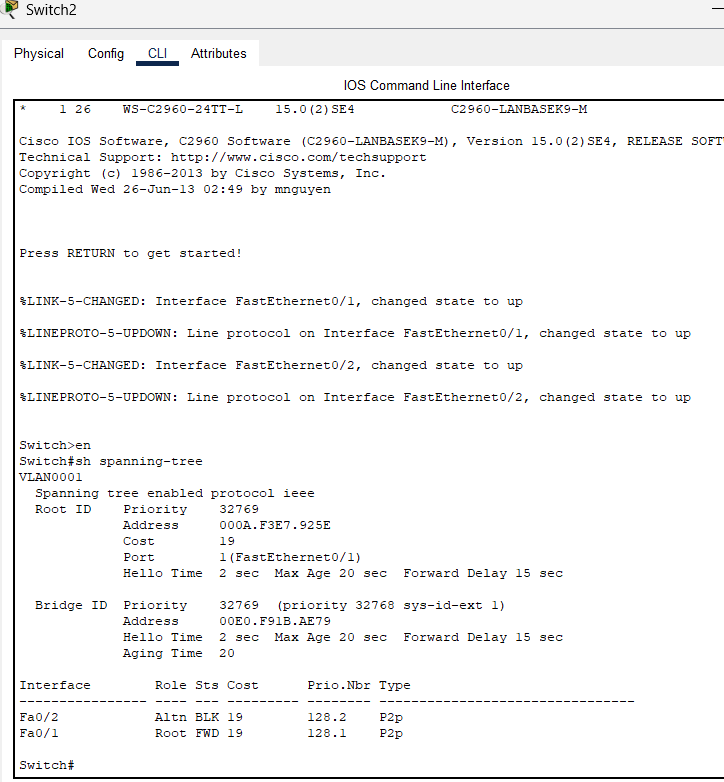 Switch2
Physical Config CLI Attributes
IOS Command Line Interface
* 1 26 WS-C2960-24TT-L 15.0(2)SE4 C2960-LANBASEK9-M
Cisco IOS Software, C2960 Software (C2960-LANBASEK9-M), Version 15.0(2)SE4, RELEASE SOFT
Technical Support: http://www.cisco.com/techsupport
Copyright (c) 1986-2013 by Cisco Systems, Inc.
Compiled Wed 26-Jun-13 02:49 by mnguyen
Press RETURN to get started!
%LINK-5-CHANGED: Interface FastEthernet0/1, changed state to up
%LINEPROTO-5-UPDOWN: Line protocol on Interface FastEthernet0/1, changed state to up
%LINK-5-CHANGED: Interface FastEthernet0/2, changed state to up
%LINEPROTO-5-UPDOWN: Line protocol on Interface FastEthernet0/2, changed state to up
Switch>en
Switch#sh spanning-tree
VLAN0001
Spanning tree enabled protocol ieee
Root ID Priority 32769
Address 000A.F3E7.925E
Cost 19
Port 1(FastEthernet0/1)
Hello Time 2 sec Max Age 20 sec Forward Delay 15 sec
Bridge ID Priority 32769 (priority 32768 sys-id-ext 1)
Address 00E0.F91B.AE79
Hello Time 2 sec Max Age 20 sec Forward Delay 15 sec
Aging Time 20
Interface Role Sts Cost Prio.Nbr Type
---------------- ---- --- --------- -------- --------------------------------
Fa0/2 Altn BLK 19 128.2 P2p
Fa0/1 Root FWD 19 128.1 P2p
Switch#